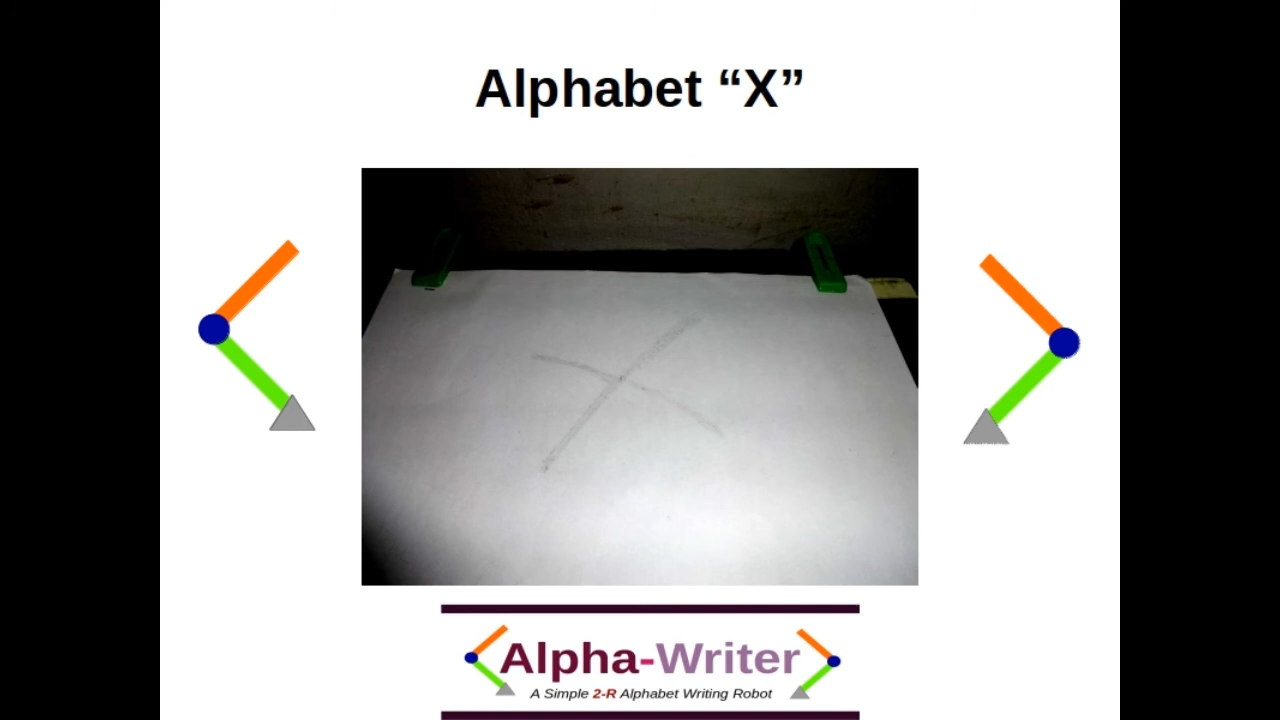 Alphabet “X”
X
Alpha-Writer
A Simple 2-R Alphabet Writing Robot